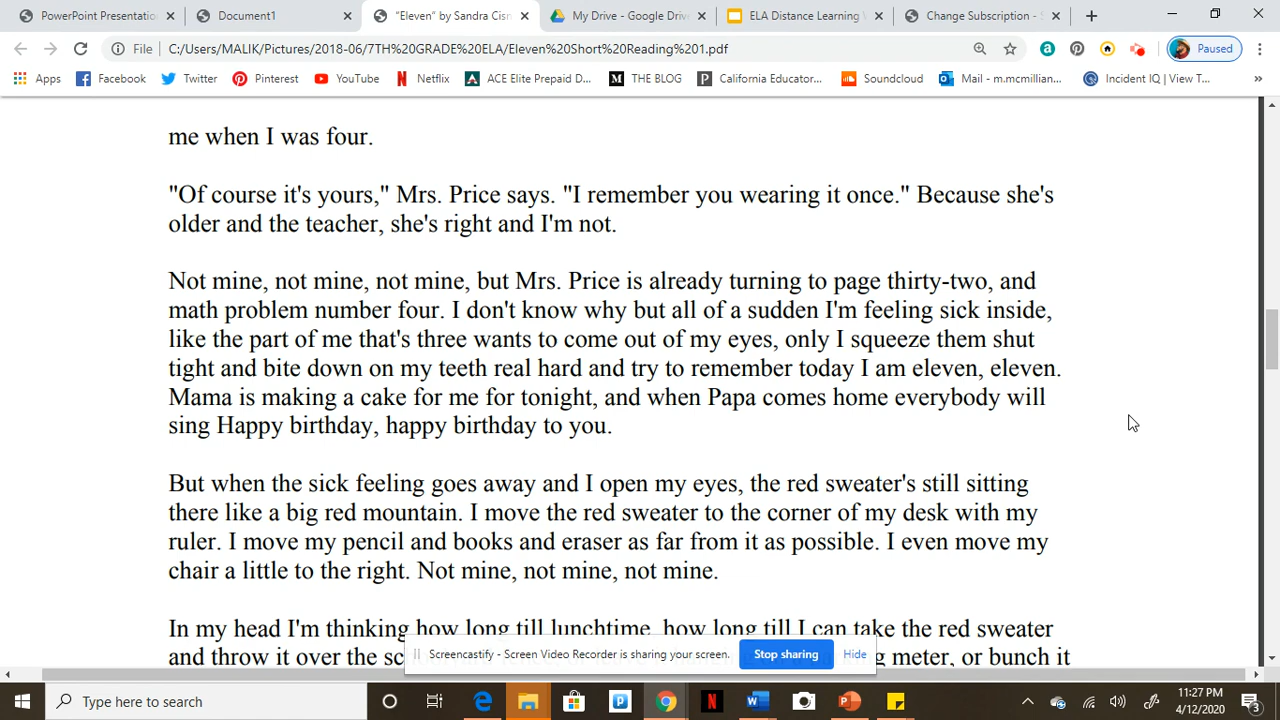 PowerPoint Presentatio
Document1
"Eleven" by Sandra Cisn
My Drive - Google Driv
ELA Distance Learning
Change Subscription -
File
C:/Users/MALIK/Pictures/2018-06/7TH%20GRADE%20ELA/Eleven%20Short%20Reading%201.pdf
Paused
Apps
Facebook
Twitter
Pinterest
YouTube
Netflix
ACE Elite Prepaid D...
THE BLOG
California Educator...
Soundcloud
Mail - m.mcmillian...
Incident IQ | View T...
me when I was four.
"Of course it's yours," Mrs. Price says. "I remember you wearing it once." Because she's
older and the teacher, she's right and I'm not.
Not mine, not mine, not mine, but Mrs. Price is already turning to page thirty-two, and
math problem number four. I don't know why but all of a sudden I'm feeling sick inside,
like the part of me that's three wants to come out of my eyes, only I squeeze them shut
tight and bite down on my teeth real hard and try to remember today I am eleven, eleven.
Mama is making a cake for me for tonight, and when Papa comes home everybody will
sing Happy birthday, happy birthday to you.
But when the sick feeling goes away and I open my eyes, the red sweater's still sitting
there like a big red mountain. I move the red sweater to the corner of my desk with my
ruler. I move my pencil and books and eraser as far from it as possible. I even move my
chair a little to the right. Not mine, not mine, not mine.
In my head I'm thinking how long till lunchtime, how long till I can take the red sweater
and throw it over the sc
meter, or bunch it
Screencastify - Screen Video Recorder is sharing your screen.
Stop sharing
Hide
Type here to search
11:27 PM
4/12/2020
3